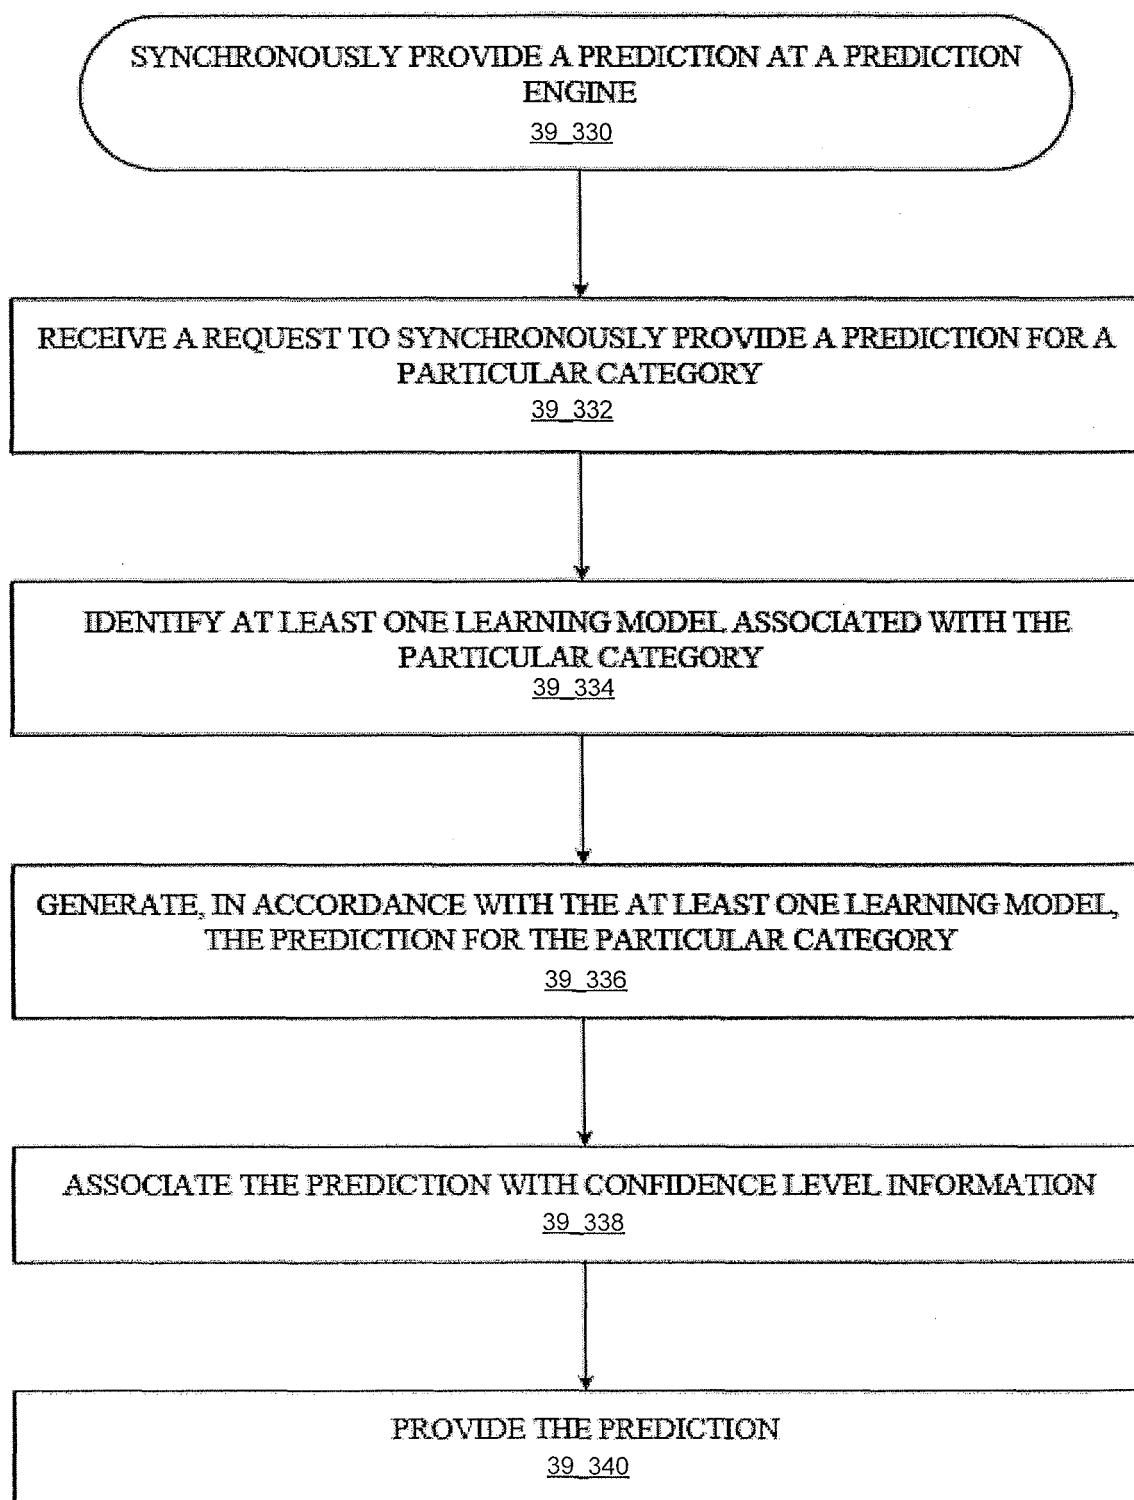 SYNCHRONOUSLY PROVIDE A PREDICTION AT A PREDICTION
ENGINE
39_330
RECEIVE A REQUEST TO SYNCHRONOUSLY PROVIDE A PREDICTION FOR A
PARTICULAR CATEGORY
39_332
IDENTIFY AT LEAST ONE LEARNING MODEL ASSOCIATED WITH THE
PARTICULAR CATEGORY
39_334
GENERATE, IN ACCORDANCE WITH THE AT LEAST ONE LEARNING MODEL,
THE PREDICTION FOR THE PARTICULAR CATEGORY
39_336
ASSOCIATE THE PREDICTION WITH CONFIDENCE LEVEL INFORMATION
39_338
PROVIDE THE PREDICTION
39_340